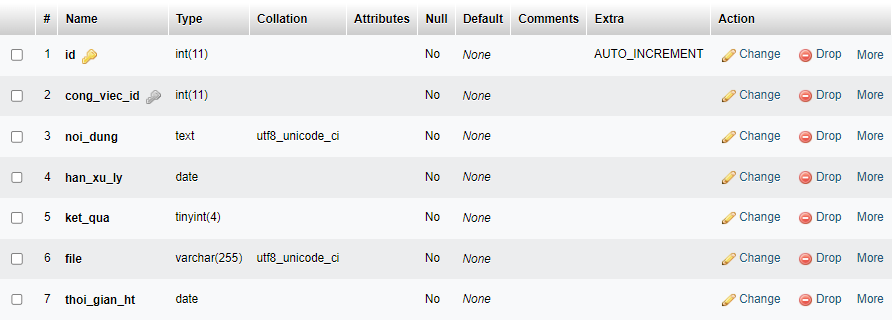 # Name Type Collation Attributes Null Default Comments Extra Action
1 id int(11) No None AUTO_INCREMENT Change Drop More
2 cong_viec_id int(11) No None Change Drop More
3 noi_dung text utf8_unicode_ci No None Change Drop More
4 han_xu_ly date No None Change Drop More
5 ket_qua tinyint(4) No None Change Drop More
6 file varchar(255) utf8_unicode_ci No None Change Drop More
7 thoi_gian_ht date No None Change Drop More